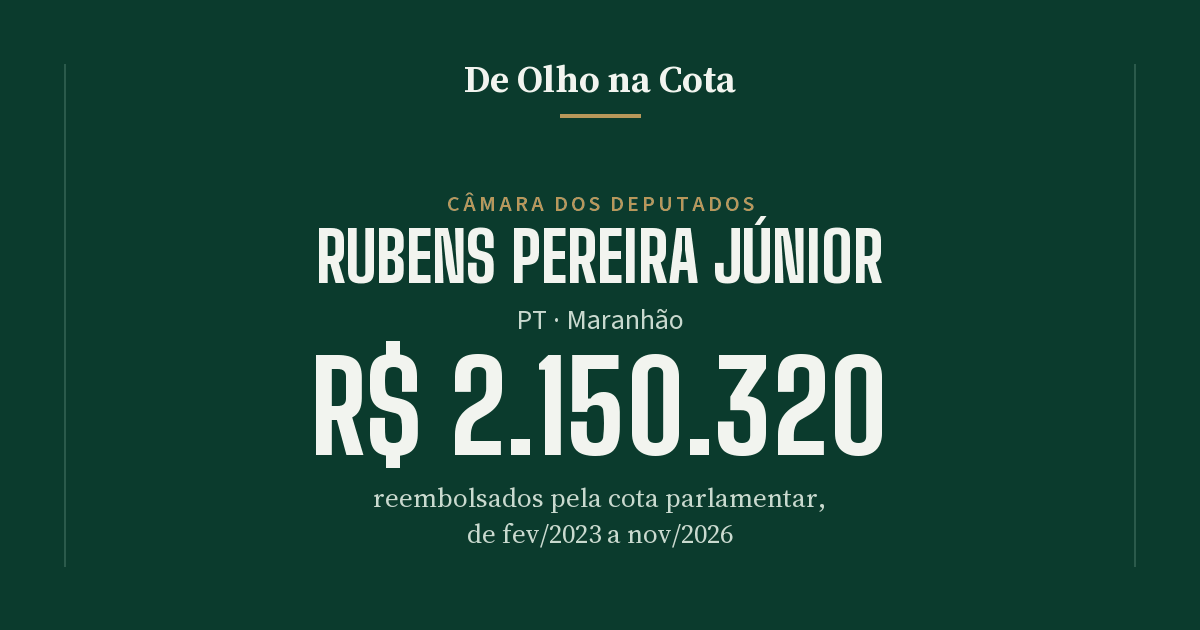 De Olho na Cota
CÂMARA DOS DEPUTADOS
RUBENS PEREIRA JÚNIOR
PT · Maranhão
R$ 2.150.320
reembolsados pela cota parlamentar,
de fev/2023 a nov/2026